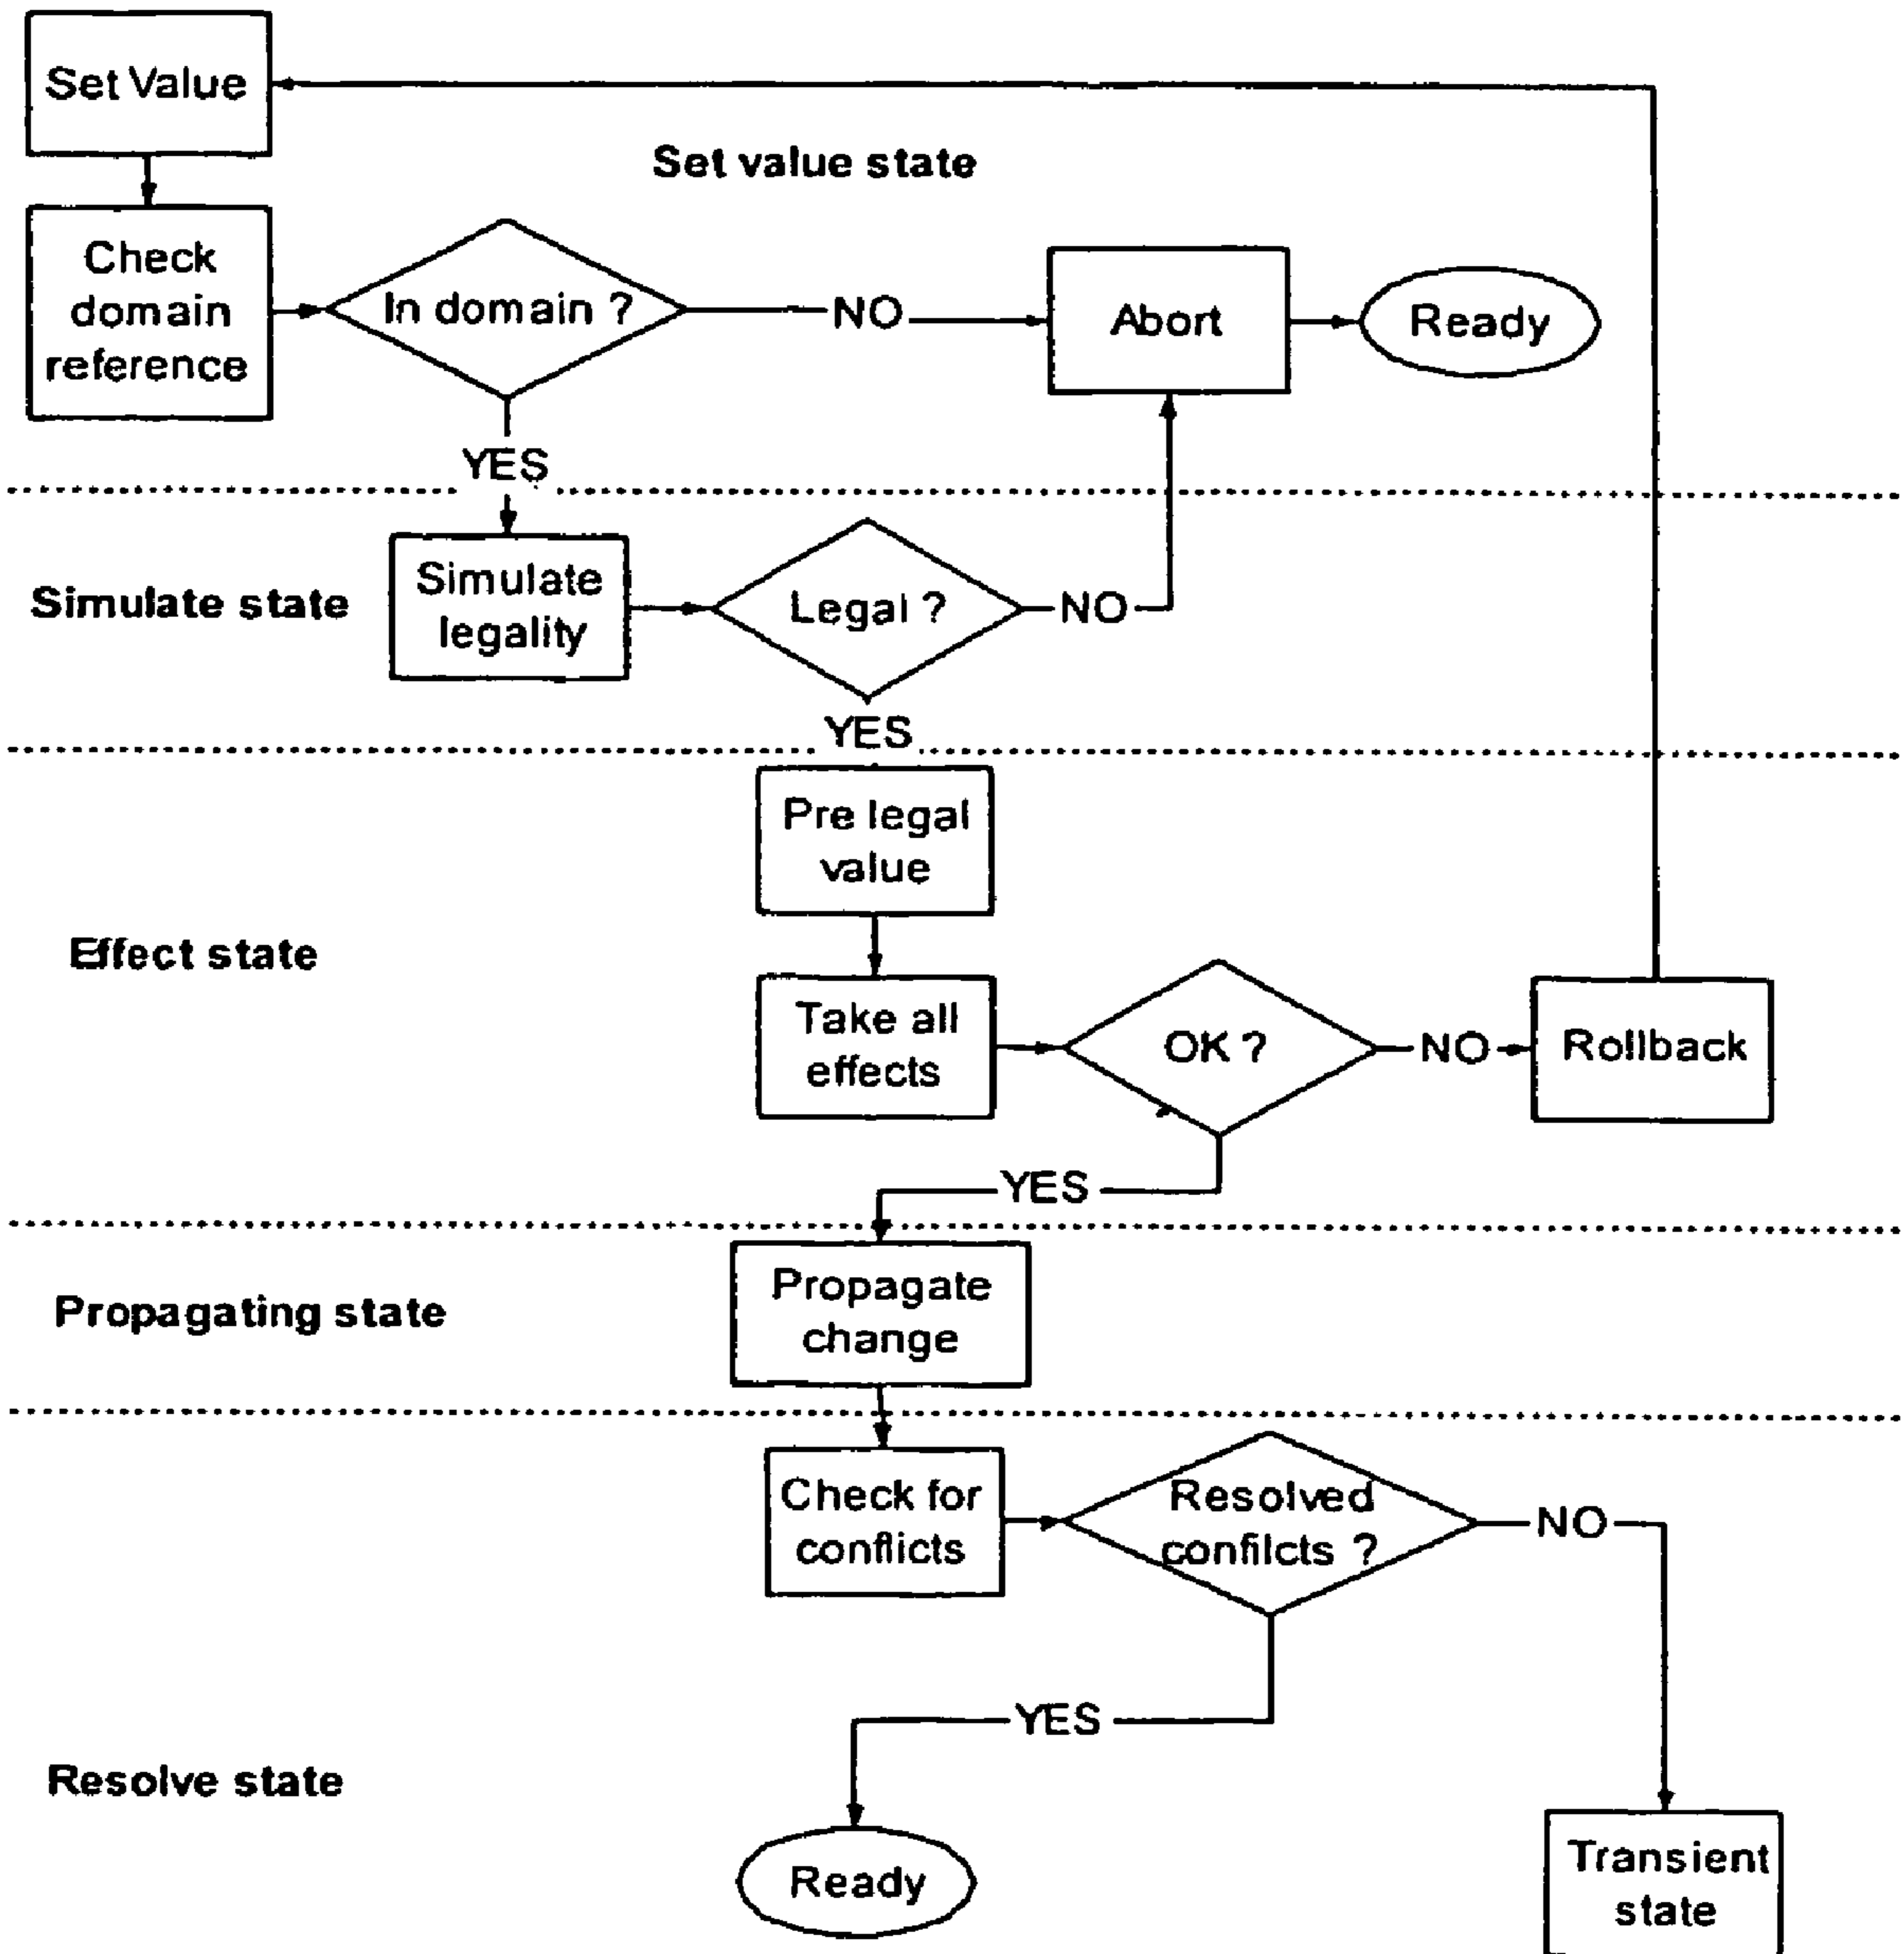 Set Value
Set value state
Check
domain
reference
In domain ?
NO
Abort
Ready
YES
Simulate state
Simulate
legality
Legal ?
NO
YES
Pre legal
value
Effect state
Take all
effects
OK ?
NO
Rollback
YES
Propagating state
Propagate
change
Check for
conflicts
Resolved
confilcts ?
NO
YES
Resolve state
Ready
Transient
state